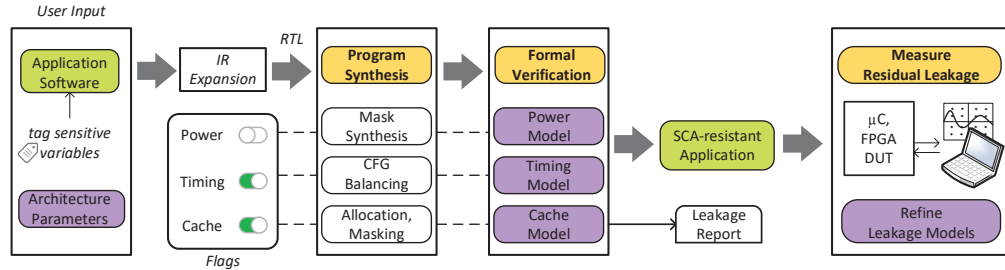 User Input
Application
Software
tag sensitive
variables
Architecture
Parameters
IR
Expansion
RTL
Power
Timing
Cache
Flags
Program
Synthesis
Mask
Synthesis
CFG
Balancing
Allocation,
Masking
Formal
Verification
Power
Model
Timing
Model
Cache
Model
SCA-resistant
Application
Leakage
Report
Measure
Residual Leakage
µC,
FPGA
DUT
Refine
Leakage Models